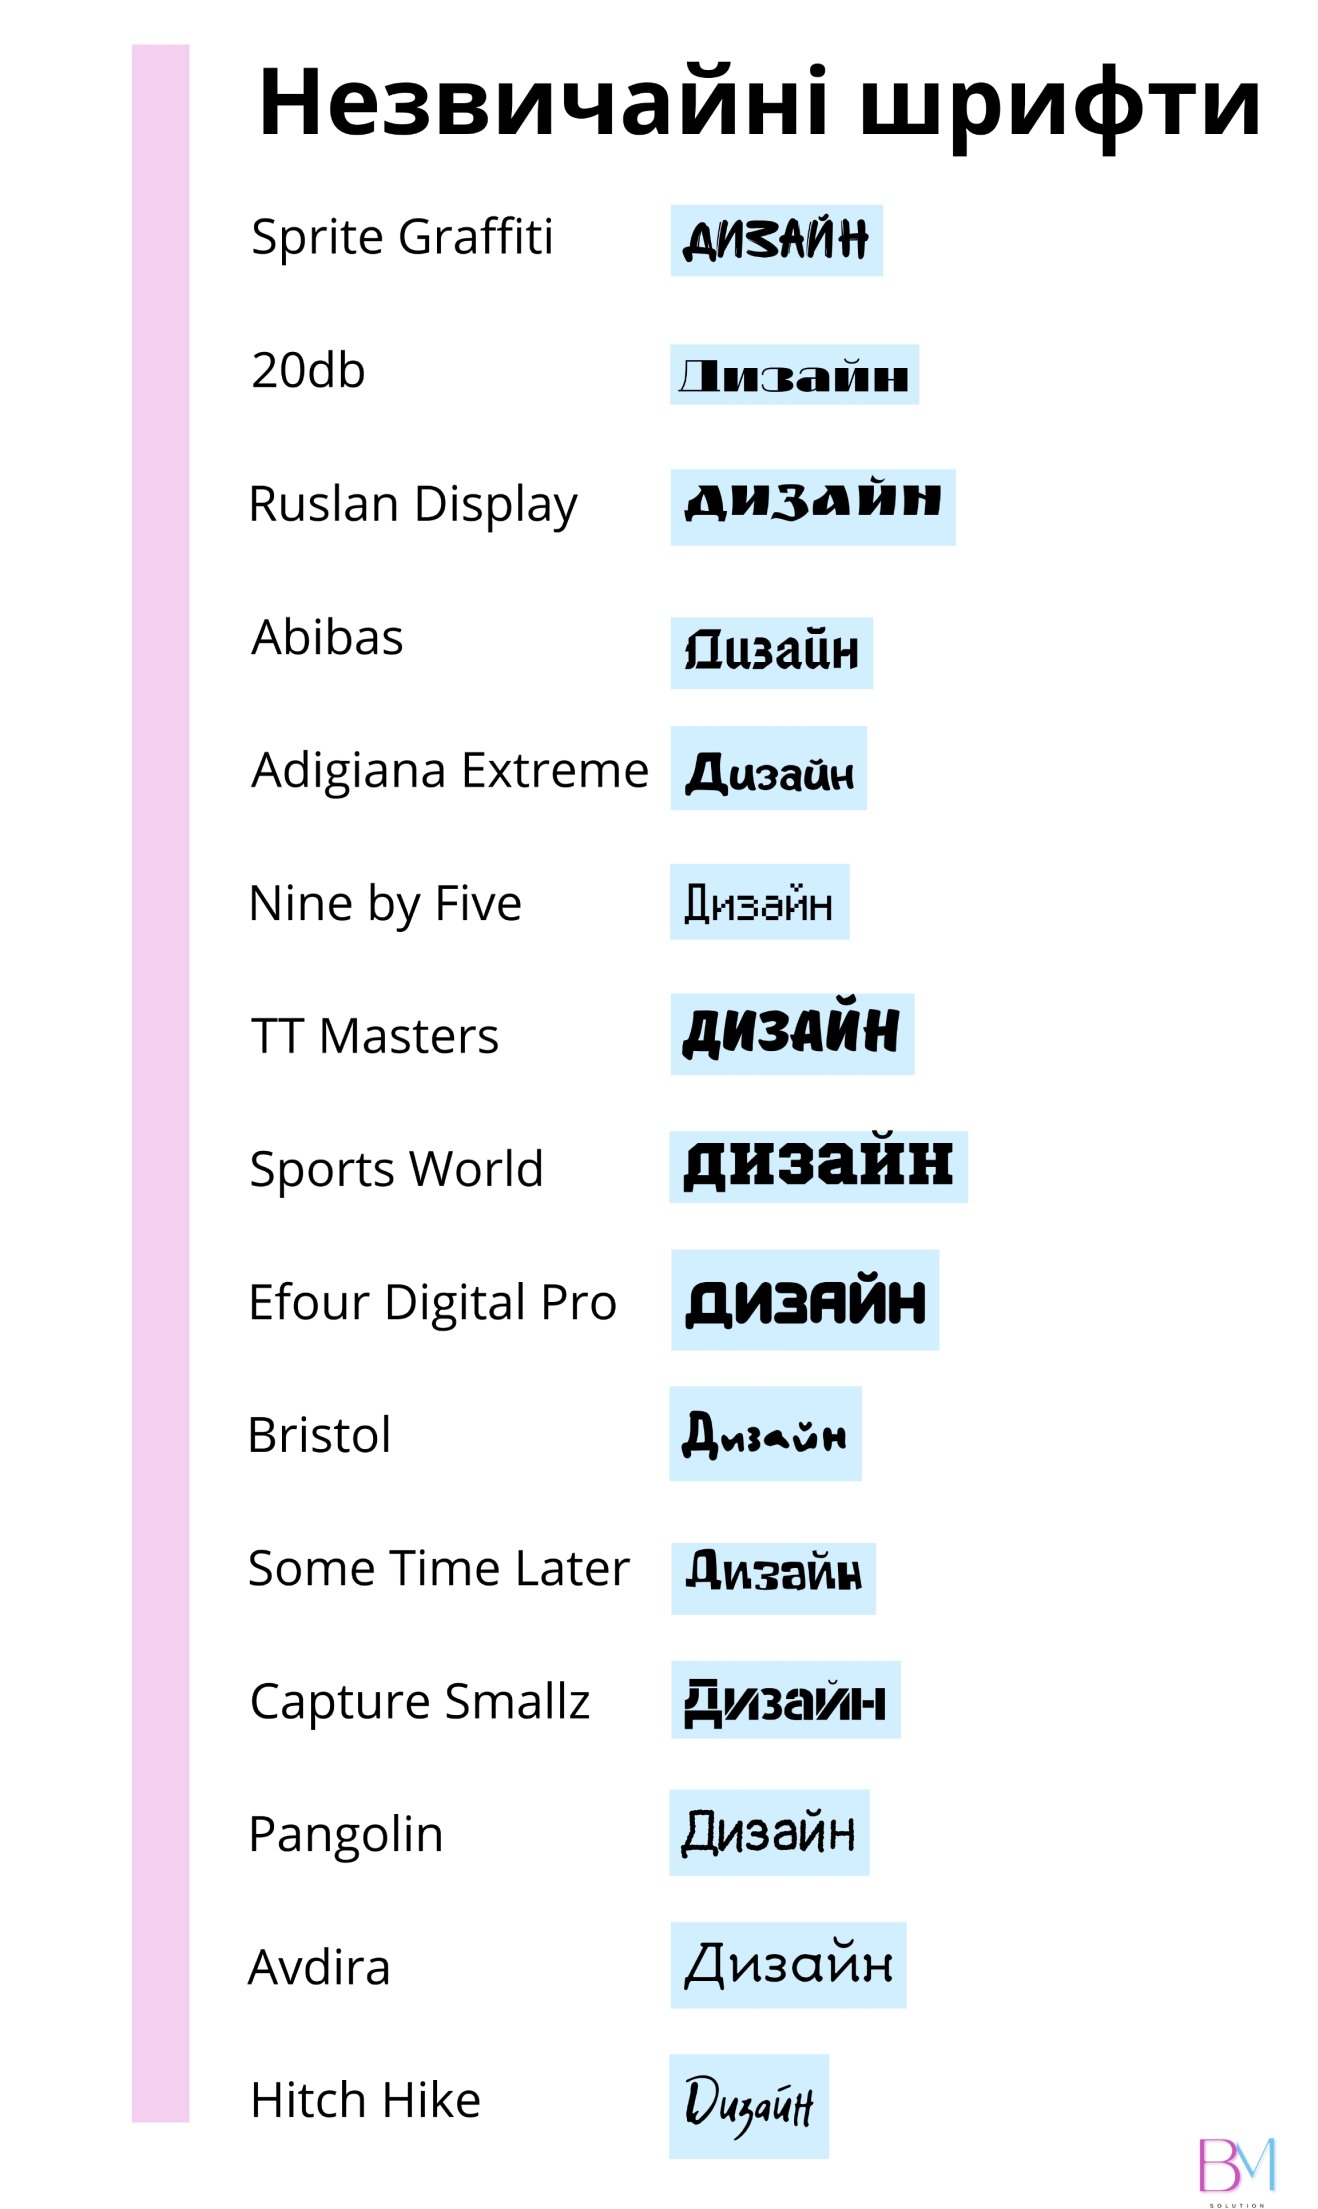 Незвичайні шрифти
Sprite Graffiti ДИЗАЙН
20db Дизайн
Ruslan Display дизайн
Abibas Дизайн
Adigiana Extreme Дизайн
Nine by Five Дизайн
TT Masters ДИЗАЙН
Sports World дизайн
Efour Digital Pro ДИЗАЙН
Bristol Дизайн
Some Time Later Дизайн
Capture Smallz Дизайн
Pangolin Дизайн
Avdira Дизайн
Hitch Hike Дизайн
BM
SOLUTION